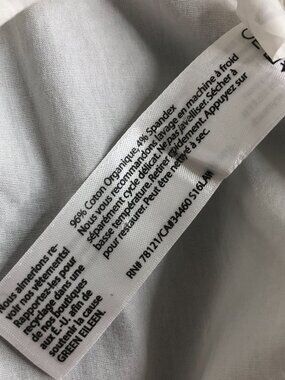 96% Coton Organique, 4% Spandex
Nous vous recommandons lavage en machine à froid
séparément cycle délicat. Ne pas javelliser. Sécher à
basse température. Retirer rapidement. Appuyez sur
pour restaurer. Peut être nettoyé à sec.
RN# 78121/CA#34460 S16LAR
Nous aimerions re-
voir nos vêtements!
Rapportez-les pour
recyclage dans une
de nos boutiques
aux É.-U. afin de
soutenir la cause
GREEN EILEEN.